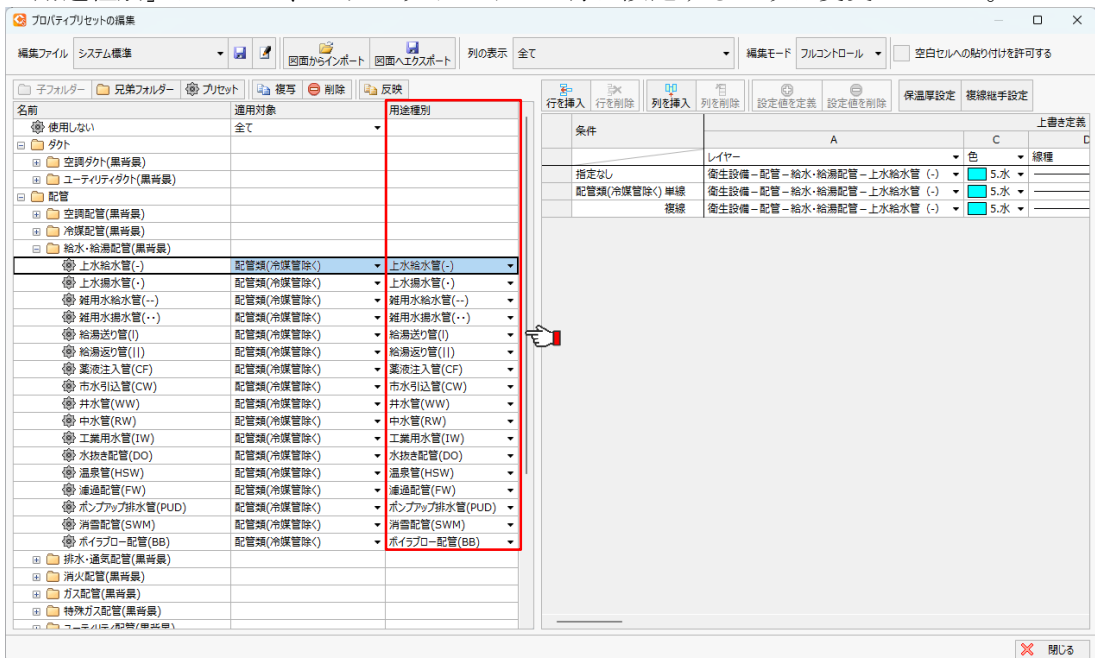 プロパティプリセットの編集
編集ファイル システム標準 図面からインポート 図面へエクスポート 列の表示 全て 編集モード フルコントロール 空白セルへの貼り付けを許可する
子フォルダー 兄弟フォルダー プリセット 複写 削除 反映
行を挿入 行を削除 列を挿入 列を削除 設定値を定義 設定値を削除 保温厚設定 複線継手設定
名前 適用対象 用途種別
使用しない 全て
ダクト
空調ダクト(黒背景)
ユーティリティダクト(黒背景)
配管
空調配管(黒背景)
冷媒配管(黒背景)
給水・給湯配管(黒背景)
上水給水管(-) 配管類(冷媒管除く) 上水給水管(-)
上水揚水管(・) 配管類(冷媒管除く) 上水揚水管(・)
雑用水給水管(--) 配管類(冷媒管除く) 雑用水給水管(--)
雑用水揚水管(・・) 配管類(冷媒管除く) 雑用水揚水管(・・)
給湯送り管(|) 配管類(冷媒管除く) 給湯送り管(|)
給湯返り管(||) 配管類(冷媒管除く) 給湯返り管(||)
薬液注入管(CF) 配管類(冷媒管除く) 薬液注入管(CF)
市水引込管(CW) 配管類(冷媒管除く) 市水引込管(CW)
井水管(WW) 配管類(冷媒管除く) 井水管(WW)
中水管(RW) 配管類(冷媒管除く) 中水管(RW)
工業用水管(IW) 配管類(冷媒管除く) 工業用水管(IW)
水抜き配管(DO) 配管類(冷媒管除く) 水抜き配管(DO)
温泉管(HSW) 配管類(冷媒管除く) 温泉管(HSW)
濾過配管(FW) 配管類(冷媒管除く) 濾過配管(FW)
ポンプアップ排水管(PUD) 配管類(冷媒管除く) ポンプアップ排水管(PUD)
消雪配管(SWM) 配管類(冷媒管除く) 消雪配管(SWM)
ボイラブロー配管(BB) 配管類(冷媒管除く) ボイラブロー配管(BB)
排水・通気配管(黒背景)
消火配管(黒背景)
ガス配管(黒背景)
特殊ガス配管(黒背景)
ユーティリティ配管(黒背景)
条件 上書き定義
A C D
レイヤー 色 線種
指定なし 衛生設備－配管－給水・給湯配管－上水給水管 (-) 5.水
配管類(冷媒管除く) 単線 衛生設備－配管－給水・給湯配管－上水給水管 (-) 5.水
複線 衛生設備－配管－給水・給湯配管－上水給水管 (-) 5.水
閉じる